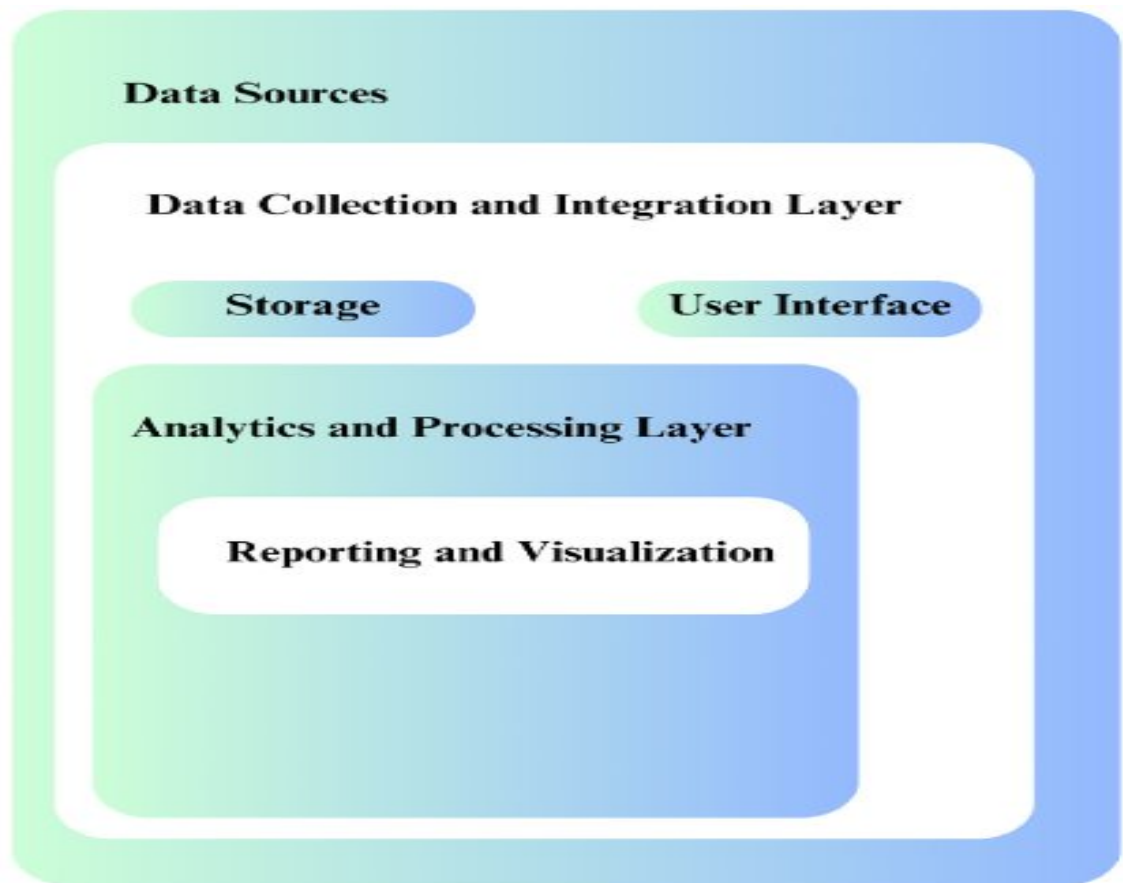 Data Sources
Data Collection and Integration Layer
Storage
User Interface
Analytics and Processing Layer
Reporting and Visualization